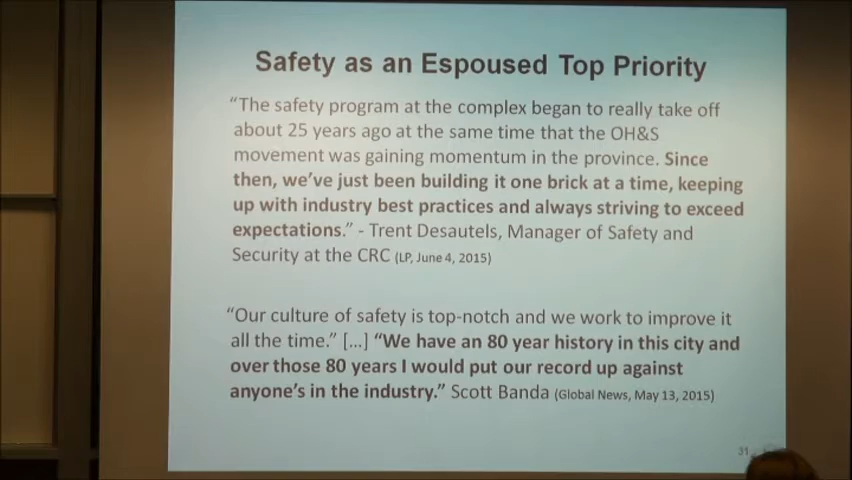 Safety as an Espoused Top Priority
“The safety program at the complex began to really take off
about 25 years ago at the same time that the OH&S
movement was gaining momentum in the province. Since
then, we’ve just been building it one brick at a time, keeping
up with industry best practices and always striving to exceed
expectations.” - Trent Desautels, Manager of Safety and
Security at the CRC (LP, June 4, 2015)
“Our culture of safety is top-notch and we work to improve it
all the time.” [...] “We have an 80 year history in this city and
over those 80 years I would put our record up against
anyone’s in the industry.” Scott Banda (Global News, May 13, 2015)
31